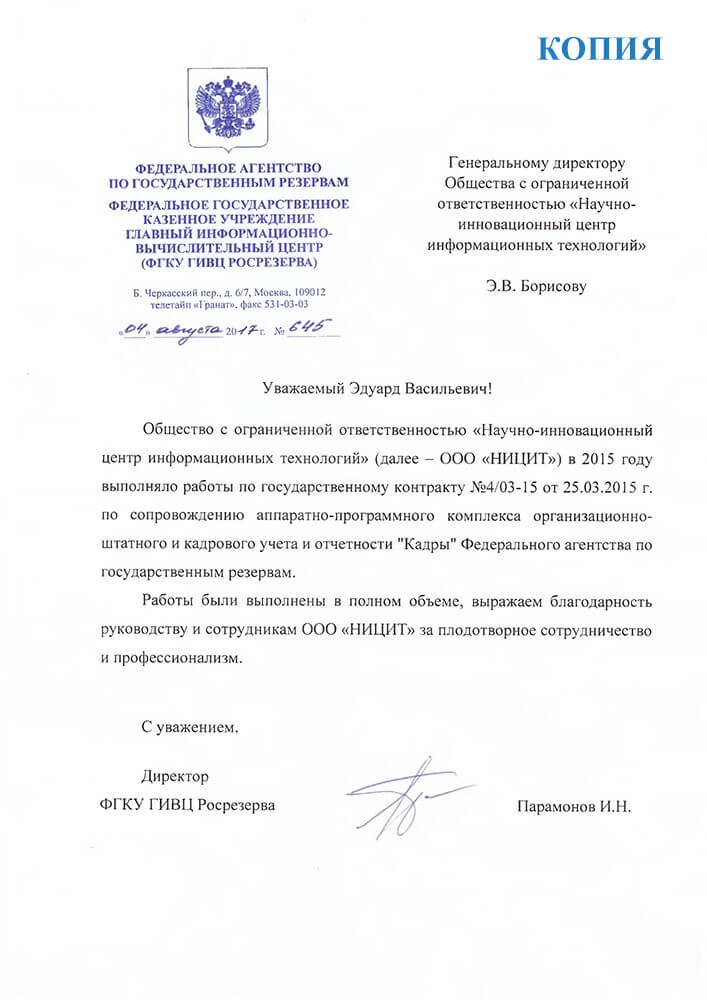 КОПИЯ
ФЕДЕРАЛЬНОЕ АГЕНТСТВО
ПО ГОСУДАРСТВЕННЫМ РЕЗЕРВАМ
ФЕДЕРАЛЬНОЕ ГОСУДАРСТВЕННОЕ
КАЗЕННОЕ УЧРЕЖДЕНИЕ
ГЛАВНЫЙ ИНФОРМАЦИОННО-
ВЫЧИСЛИТЕЛЬНЫЙ ЦЕНТР
(ФГКУ ГИВЦ РОСРЕЗЕРВА)
Б. Черкасский пер., д. 6/7, Москва, 109012
телетайп «Гранат», факс 531-03-03
«04» августа 2017 г. № 645
Генеральному директору
Общества с ограниченной
ответственностью «Научно-
инновационный центр
информационных технологий»
Э.В. Борисову
Уважаемый Эдуард Васильевич!
Общество с ограниченной ответственностью «Научно-инновационный
центр информационных технологий» (далее – ООО «НИЦИТ») в 2015 году
выполняло работы по государственному контракту №4/03-15 от 25.03.2015 г.
по сопровождению аппаратно-программного комплекса организационно-
штатного и кадрового учета и отчетности "Кадры" Федерального агентства по
государственным резервам.
Работы были выполнены в полном объеме, выражаем благодарность
руководству и сотрудникам ООО «НИЦИТ» за плодотворное сотрудничество
и профессионализм.
С уважением,
Директор
ФГКУ ГИВЦ Росрезерва
Парамонов И.Н.